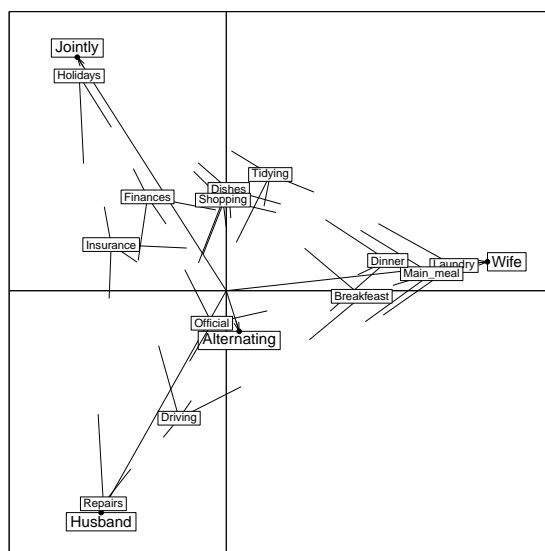 Jointly
Holidays
Tidying
Dishes
Finances
Shopping
Insurance
Dinner
Laundry
Wife
Main_meal
Breakfeast
Official
Alternating
Driving
Repairs
Husband